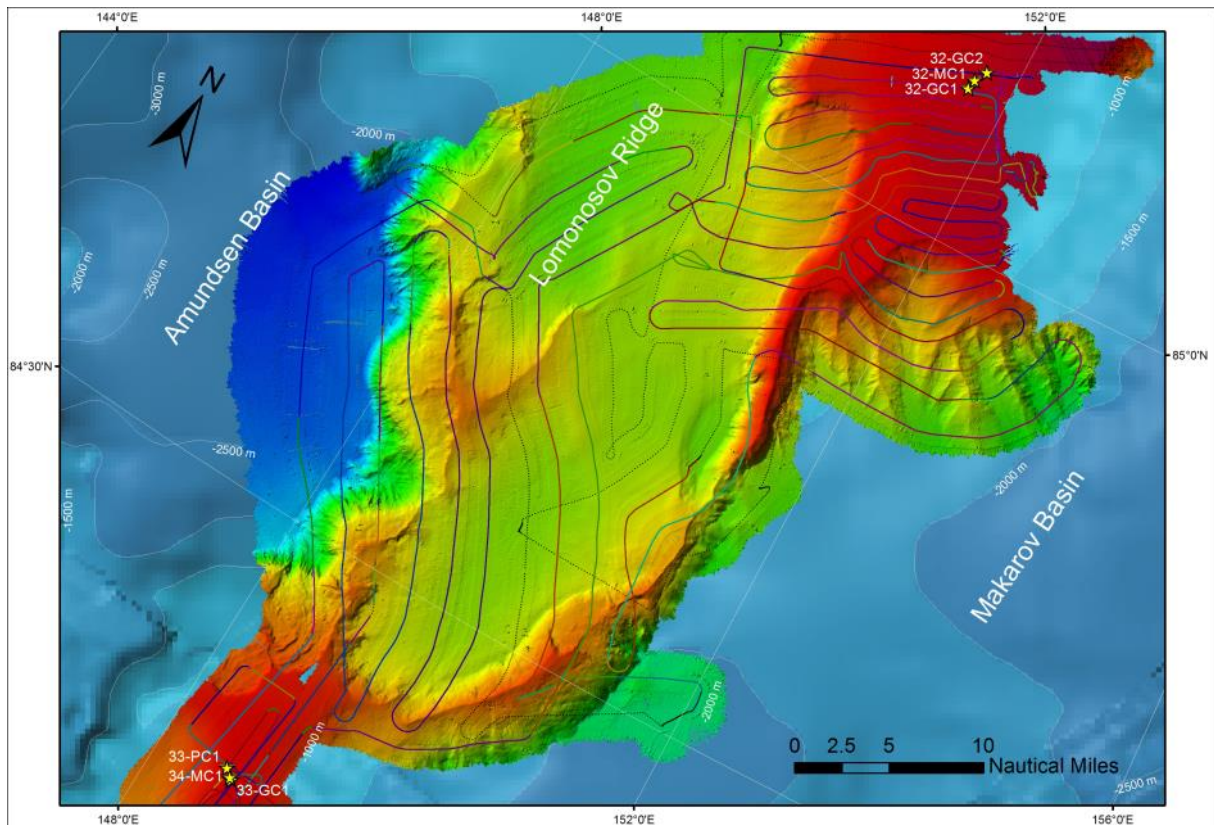 144°0'E
148°0'E
152°0'E
N
-3000 m
-2000 m
Amundsen Basin
Lomonosov Ridge
32-GC2
32-MC1
32-GC1
-1000 m
-2000 m
-2500 m
-1500 m
84°30'N
85°0'N
-2500 m
-1500 m
-2000 m
Makarov Basin
-2000 m
-1000 m
33-PC1
34-MC1
33-GC1
0 2.5 5 10
Nautical Miles
-2500 m
148°0'E
152°0'E
156°0'E